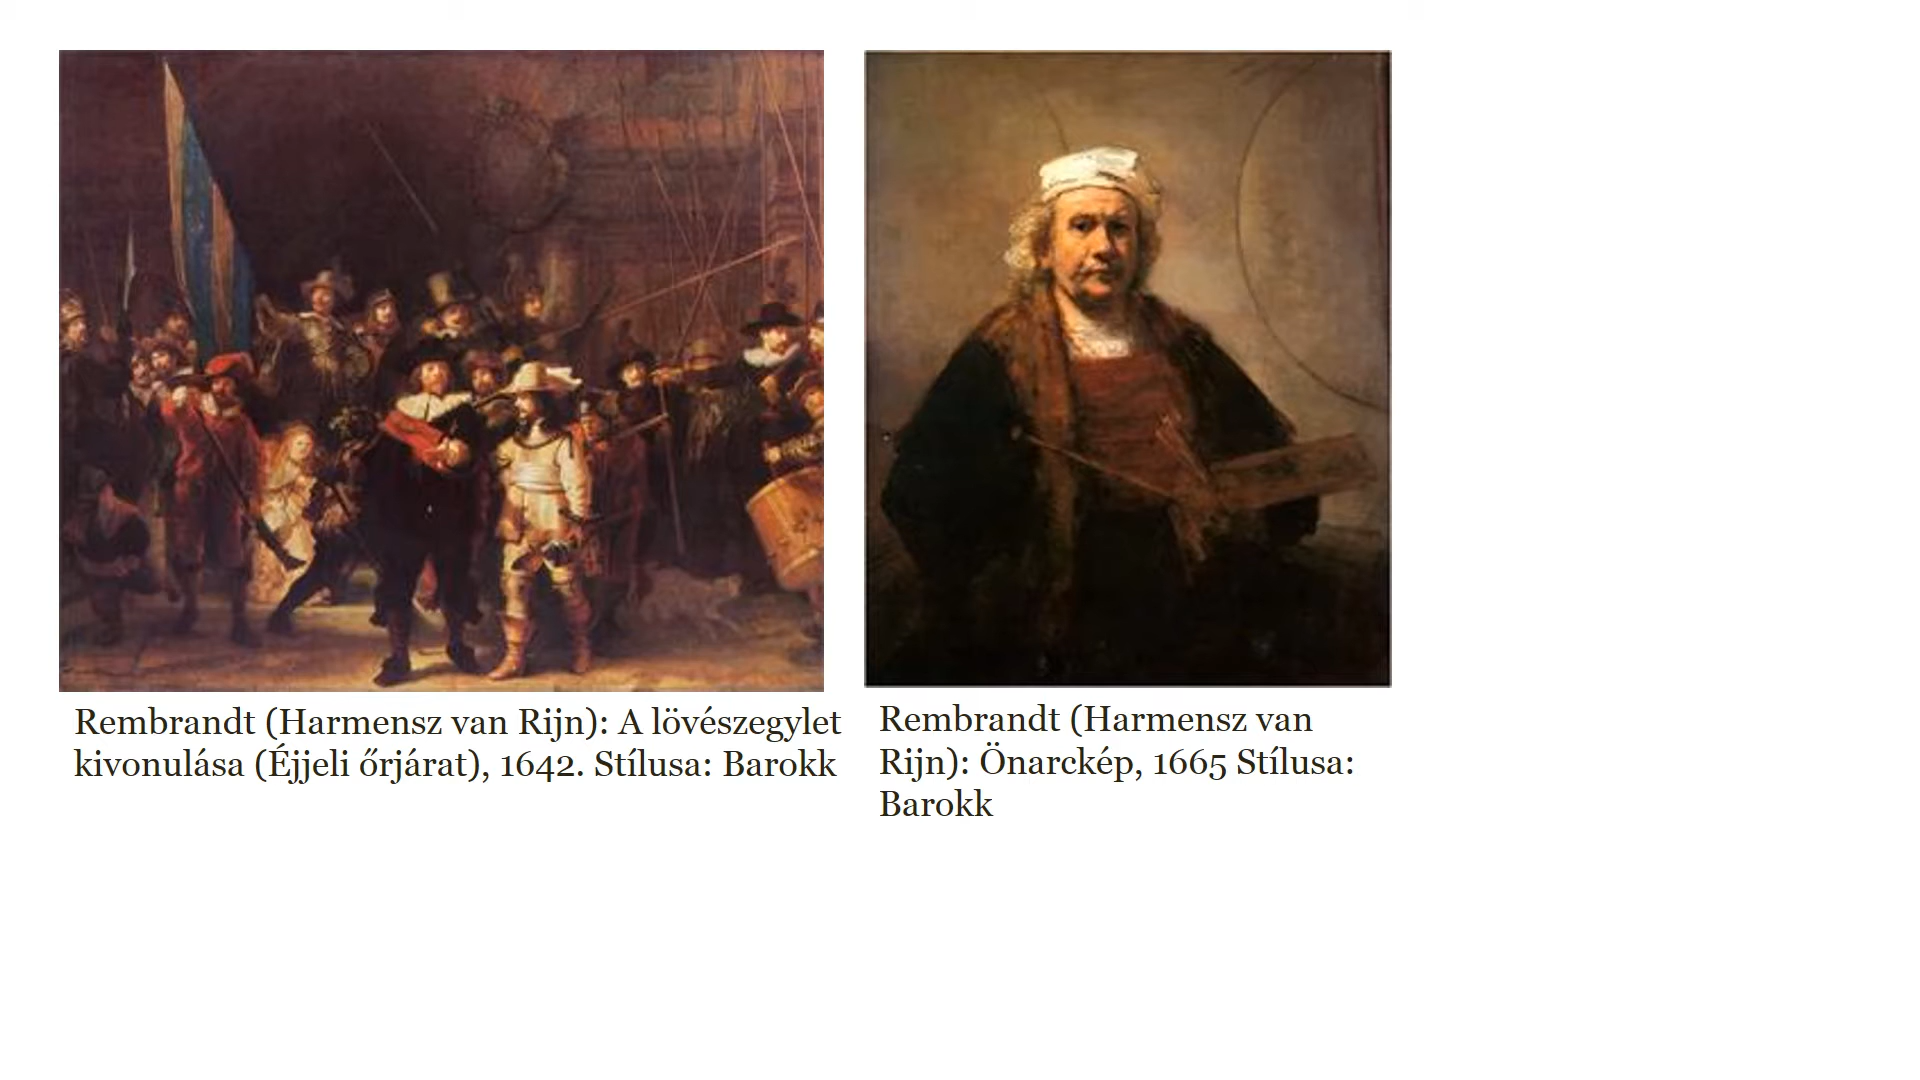 Rembrandt (Harmensz van Rijn): A lövészegylet
kivonulása (Éjjeli őrjárat), 1642. Stílusa: Barokk
Rembrandt (Harmensz van
Rijn): Önarckép, 1665 Stílusa:
Barokk